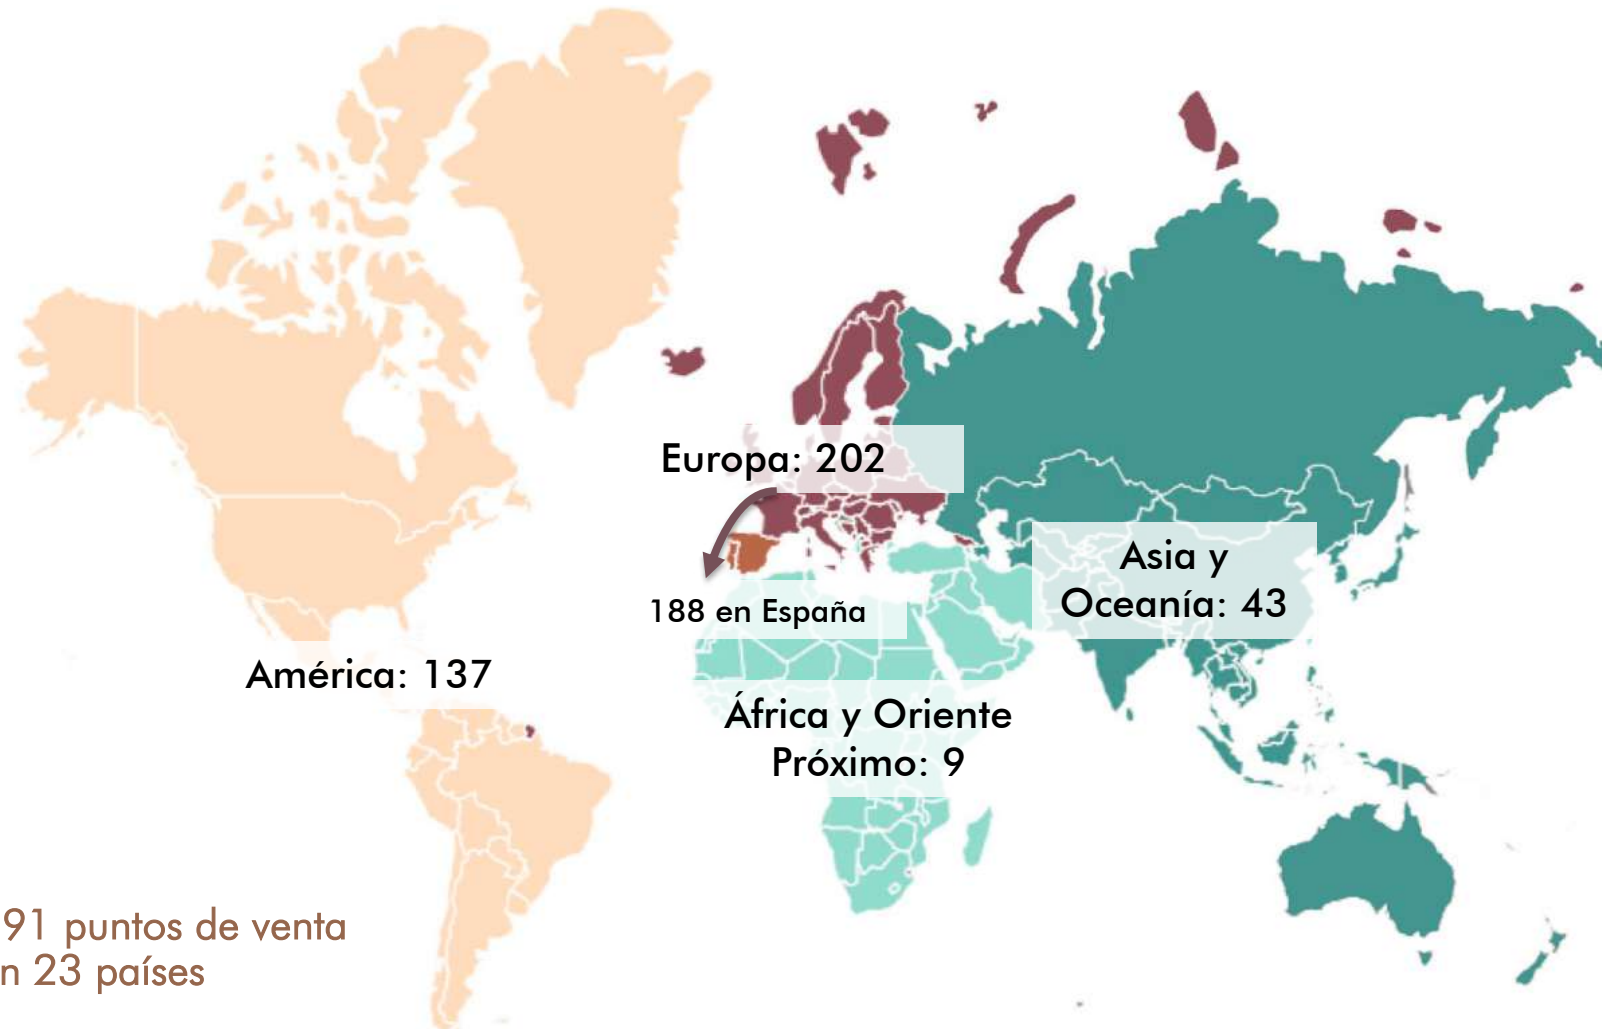 Europa: 202
188 en España
Asia y
Oceanía: 43
América: 137
África y Oriente
Próximo: 9
91 puntos de venta
n 23 países